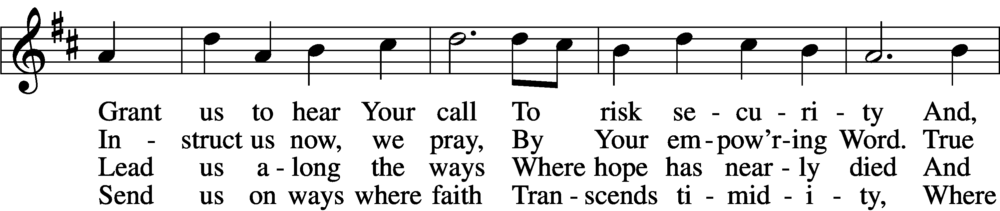 Grant us to hear Your call To risk se - cu - ri - ty And,
In - struct us now, we pray, By Your em - pow’r - ing Word. True
Lead us a - long the ways Where hope has near - ly died And
Send us on ways where faith Tran - scends ti - mid - i - ty, Where